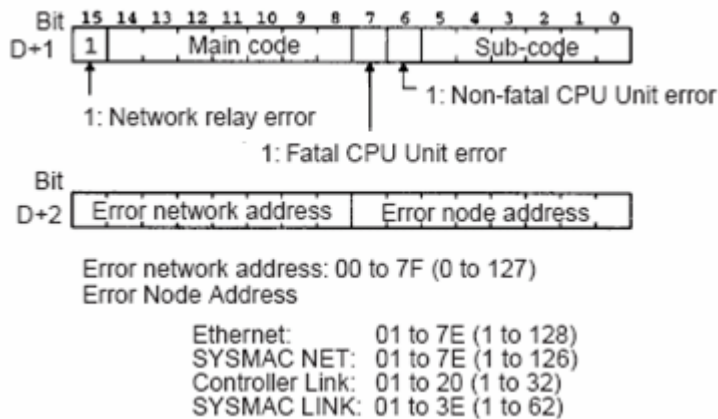 Bit 15 14 13 12 11 10 9 8 7 6 5 4 3 2 1 0
D+1 1 Main code Sub-code
1: Non-fatal CPU Unit error
1: Network relay error
1: Fatal CPU Unit error
Bit
D+2 Error network address Error node address
Error network address: 00 to 7F (0 to 127)
Error Node Address
Ethernet: 01 to 7E (1 to 128)
SYSMAC NET: 01 to 7E (1 to 126)
Controller Link: 01 to 20 (1 to 32)
SYSMAC LINK: 01 to 3E (1 to 62)